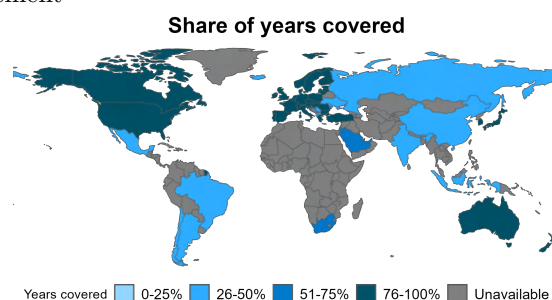 Share of years covered
Years covered 0-25% 26-50% 51-75% 76-100% Unavailable